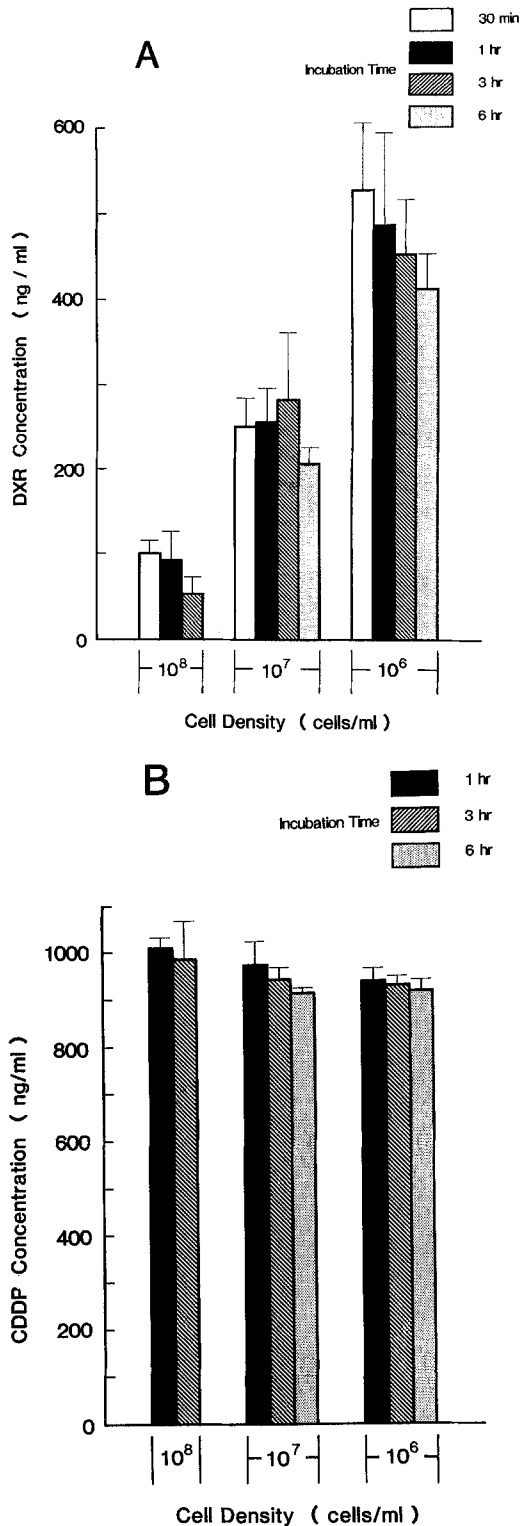 A
Incubation Time
30 min
1 hr
3 hr
6 hr
DXR Concentration ( ng / ml )
600
400
200
0
10⁸
10⁷
10⁶
Cell Density ( cells/ml )
B
Incubation Time
1 hr
3 hr
6 hr
CDDP Concentration ( ng/ml )
1000
800
600
400
200
0
10⁸
10⁷
10⁶
Cell Density ( cells/ml )